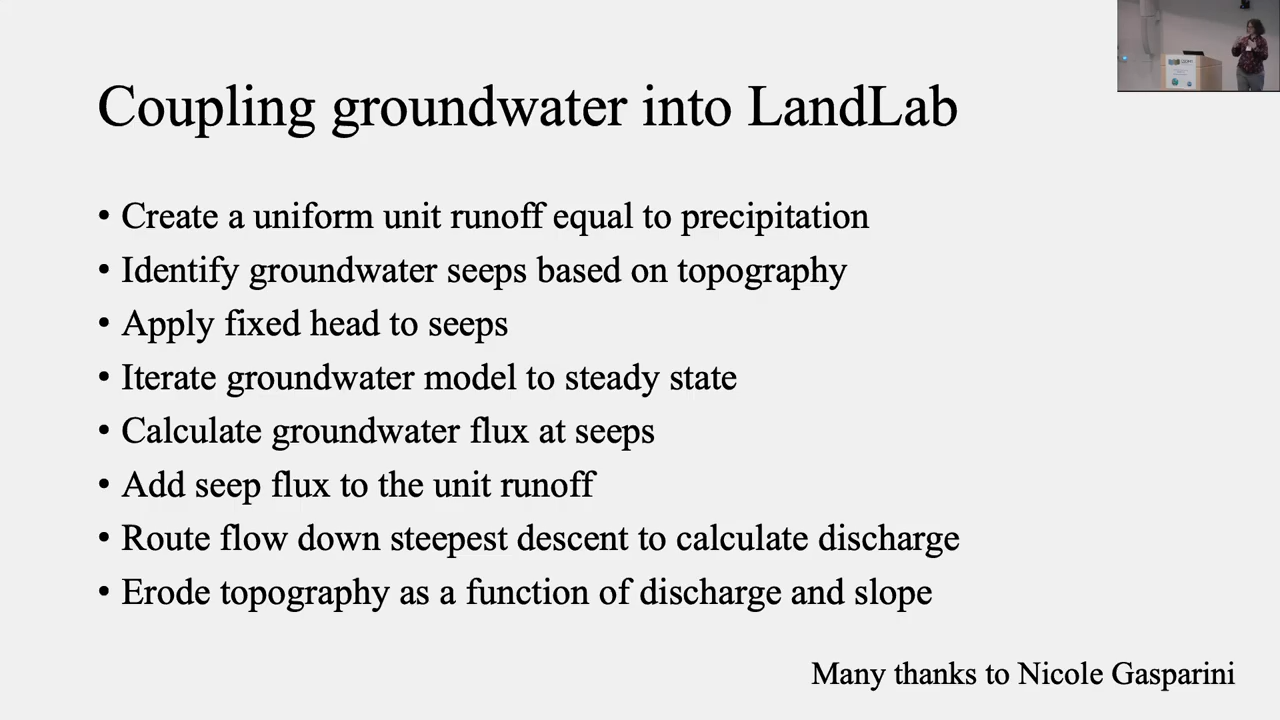 Coupling groundwater into LandLab
• Create a uniform unit runoff equal to precipitation
• Identify groundwater seeps based on topography
• Apply fixed head to seeps
• Iterate groundwater model to steady state
• Calculate groundwater flux at seeps
• Add seep flux to the unit runoff
• Route flow down steepest descent to calculate discharge
• Erode topography as a function of discharge and slope
Many thanks to Nicole Gasparini